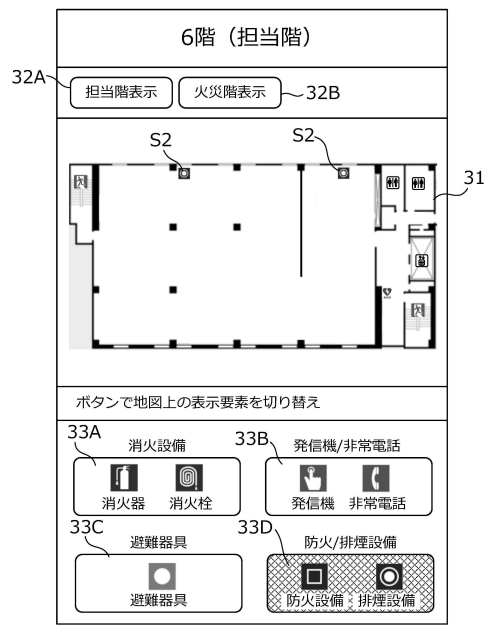 6階（担当階）
32A
担当階表示
火災階表示
32B
S2
S2
31
ボタンで地図上の表示要素を切り替え
33A
消火設備
33B
発信機/非常電話
消火器
消火栓
発信機
非常電話
33C
避難器具
33D
防火/排煙設備
避難器具
防火設備
排煙設備